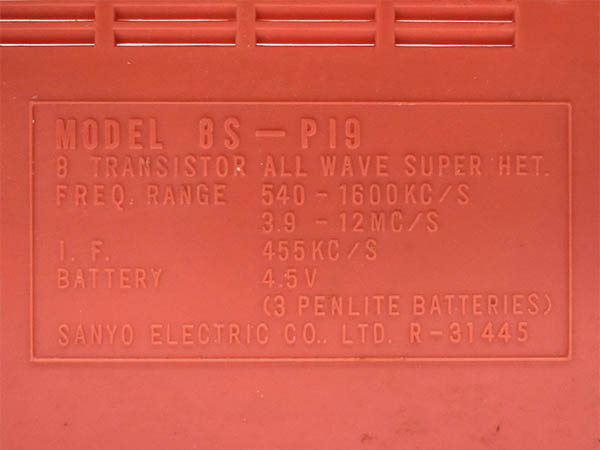 MODEL 8S-P19
8 TRANSISTOR ALL WAVE SUPER HET.
FREQ. RANGE 540-1600KC/S
3.9-12MC/S
I. F. 455KC/S
BATTERY 4.5V
(3 PENLITE BATTERIES)
SANYO ELECTRIC CO., LTD. R-31445